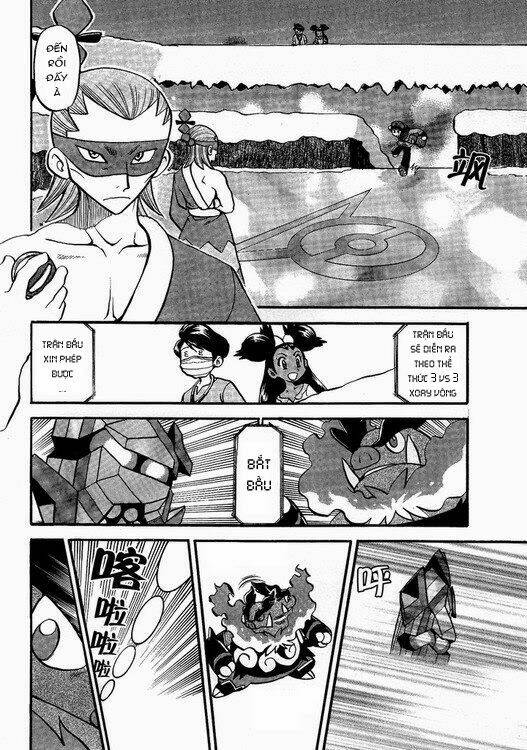 ĐẾN
RỒI
ĐẤY
À
飒
TRẬN ĐẤU
SẼ DIỄN RA
THEO THỂ
THỨC 3 VS 3
XOAY VÒNG
TRẬN ĐẤU
XIN PHÉP
ĐƯỢC
...
BẮT
ĐẦU
呼
喀
啦
啦
啦